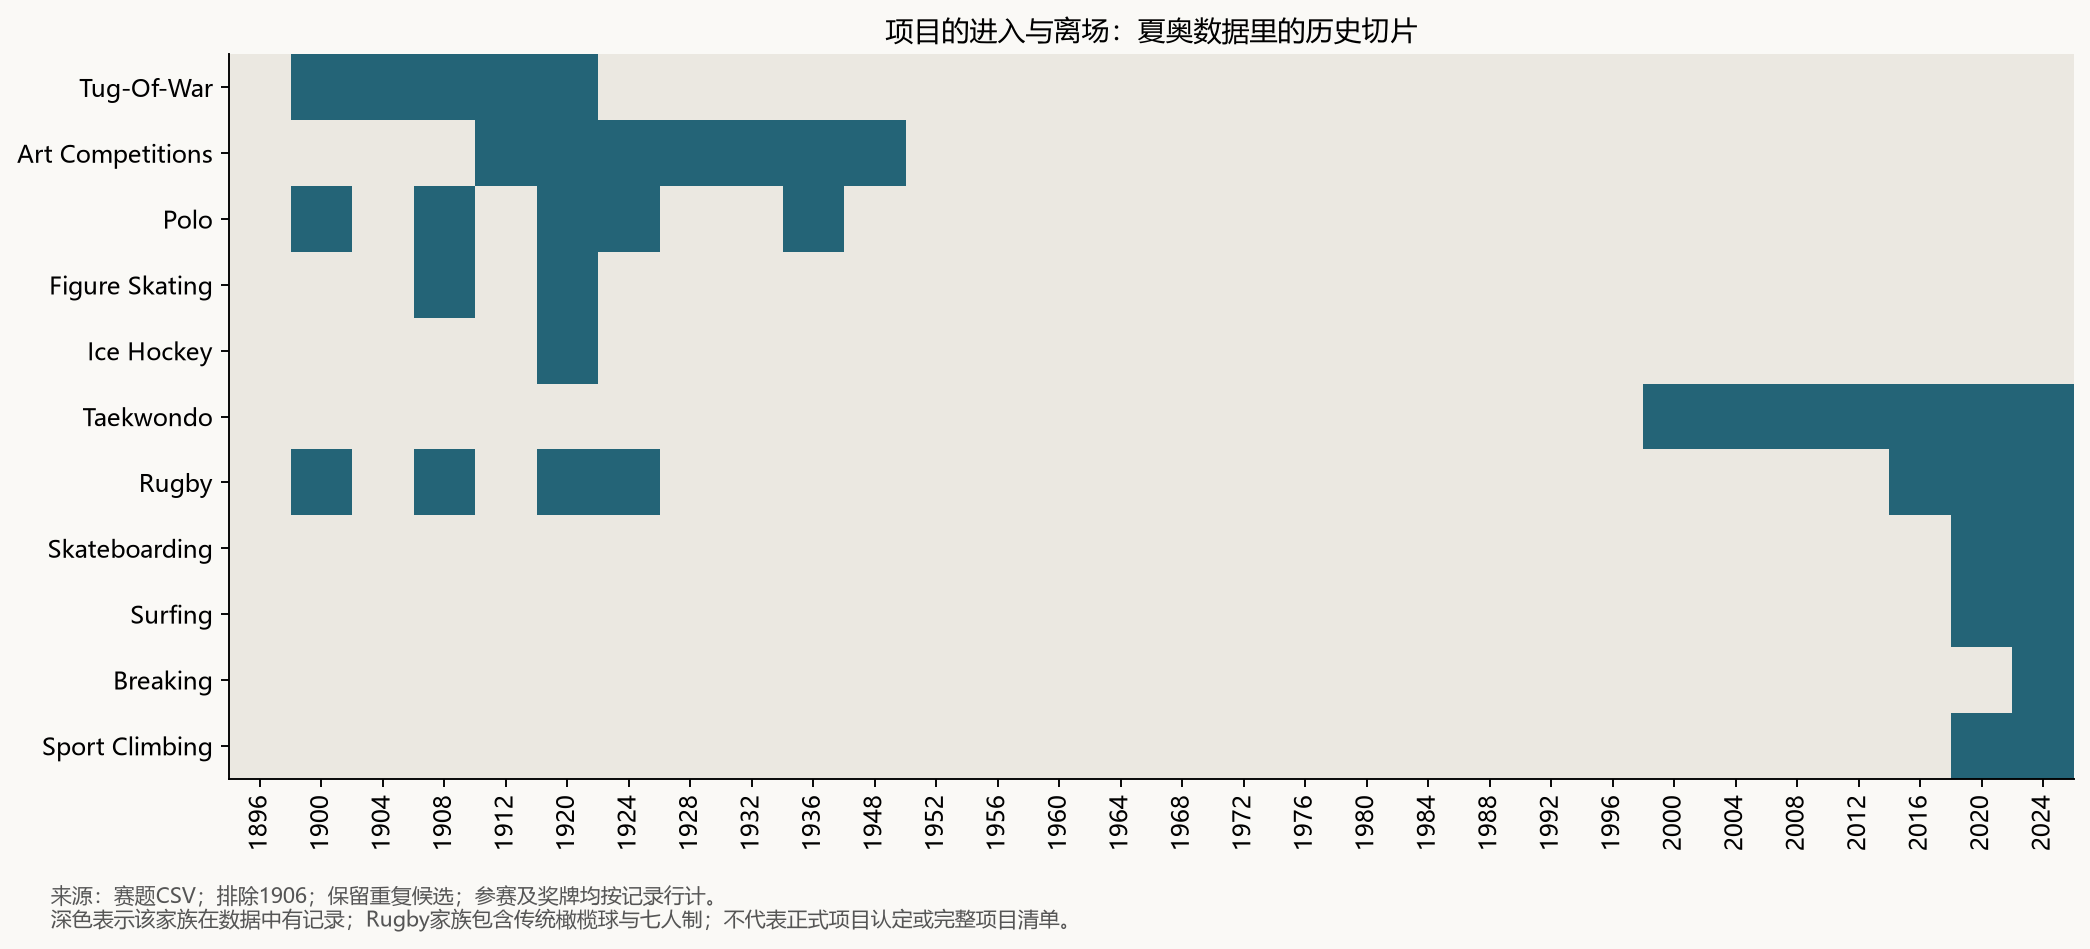 项目的进入与离场：夏奥数据里的历史切片
Tug-Of-War
Art Competitions
Polo
Figure Skating
Ice Hockey
Taekwondo
Rugby
Skateboarding
Surfing
Breaking
Sport Climbing
1896 1900 1904 1908 1912 1920 1924 1928 1932 1936 1948 1952 1956 1960 1964 1968 1972 1976 1980 1984 1988 1992 1996 2000 2004 2008 2012 2016 2020 2024
来源：赛题CSV；排除1906；保留重复候选；参赛及奖牌均按记录行计。
深色表示该家族在数据中有记录；Rugby家族包含传统橄榄球与七人制；不代表正式项目认定或完整项目清单。